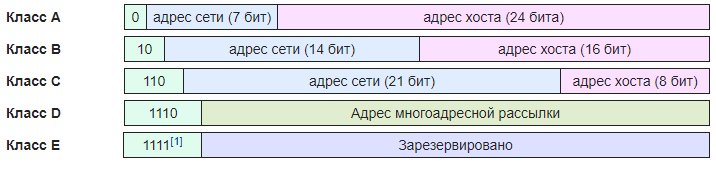 Класс A 0 адрес сети (7 бит) адрес хоста (24 бита)
Класс B 10 адрес сети (14 бит) адрес хоста (16 бит)
Класс C 110 адрес сети (21 бит) адрес хоста (8 бит)
Класс D 1110 Адрес многоадресной рассылки
Класс E 1111[1] Зарезервировано